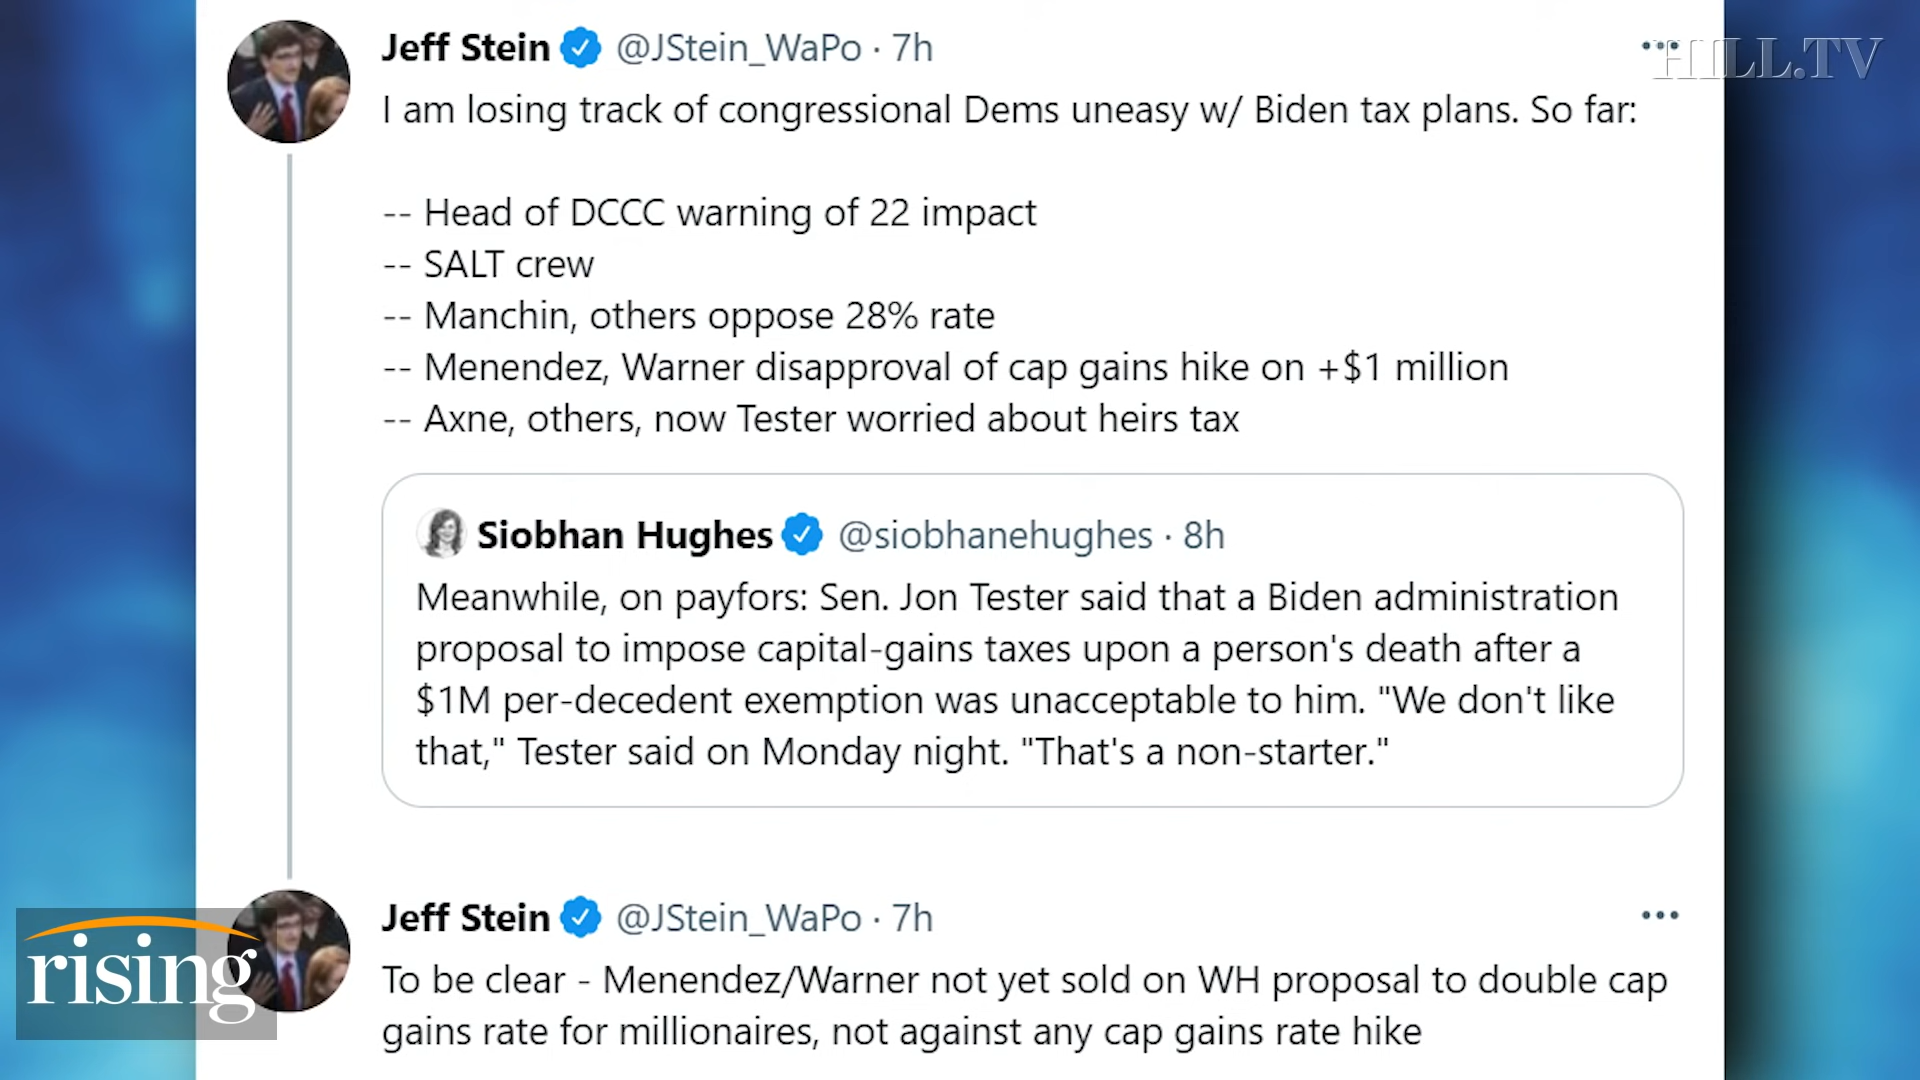 Jeff Stein @JStein_WaPo · 7h
HILL.TV
I am losing track of congressional Dems uneasy w/ Biden tax plans. So far:
-- Head of DCCC warning of 22 impact
-- SALT crew
-- Manchin, others oppose 28% rate
-- Menendez, Warner disapproval of cap gains hike on +$1 million
-- Axne, others, now Tester worried about heirs tax
Siobhan Hughes @siobhanehughes · 8h
Meanwhile, on payfors: Sen. Jon Tester said that a Biden administration
proposal to impose capital-gains taxes upon a person's death after a
$1M per-decedent exemption was unacceptable to him. "We don't like
that," Tester said on Monday night. "That's a non-starter."
Jeff Stein @JStein_WaPo · 7h
To be clear - Menendez/Warner not yet sold on WH proposal to double cap
gains rate for millionaires, not against any cap gains rate hike
rising